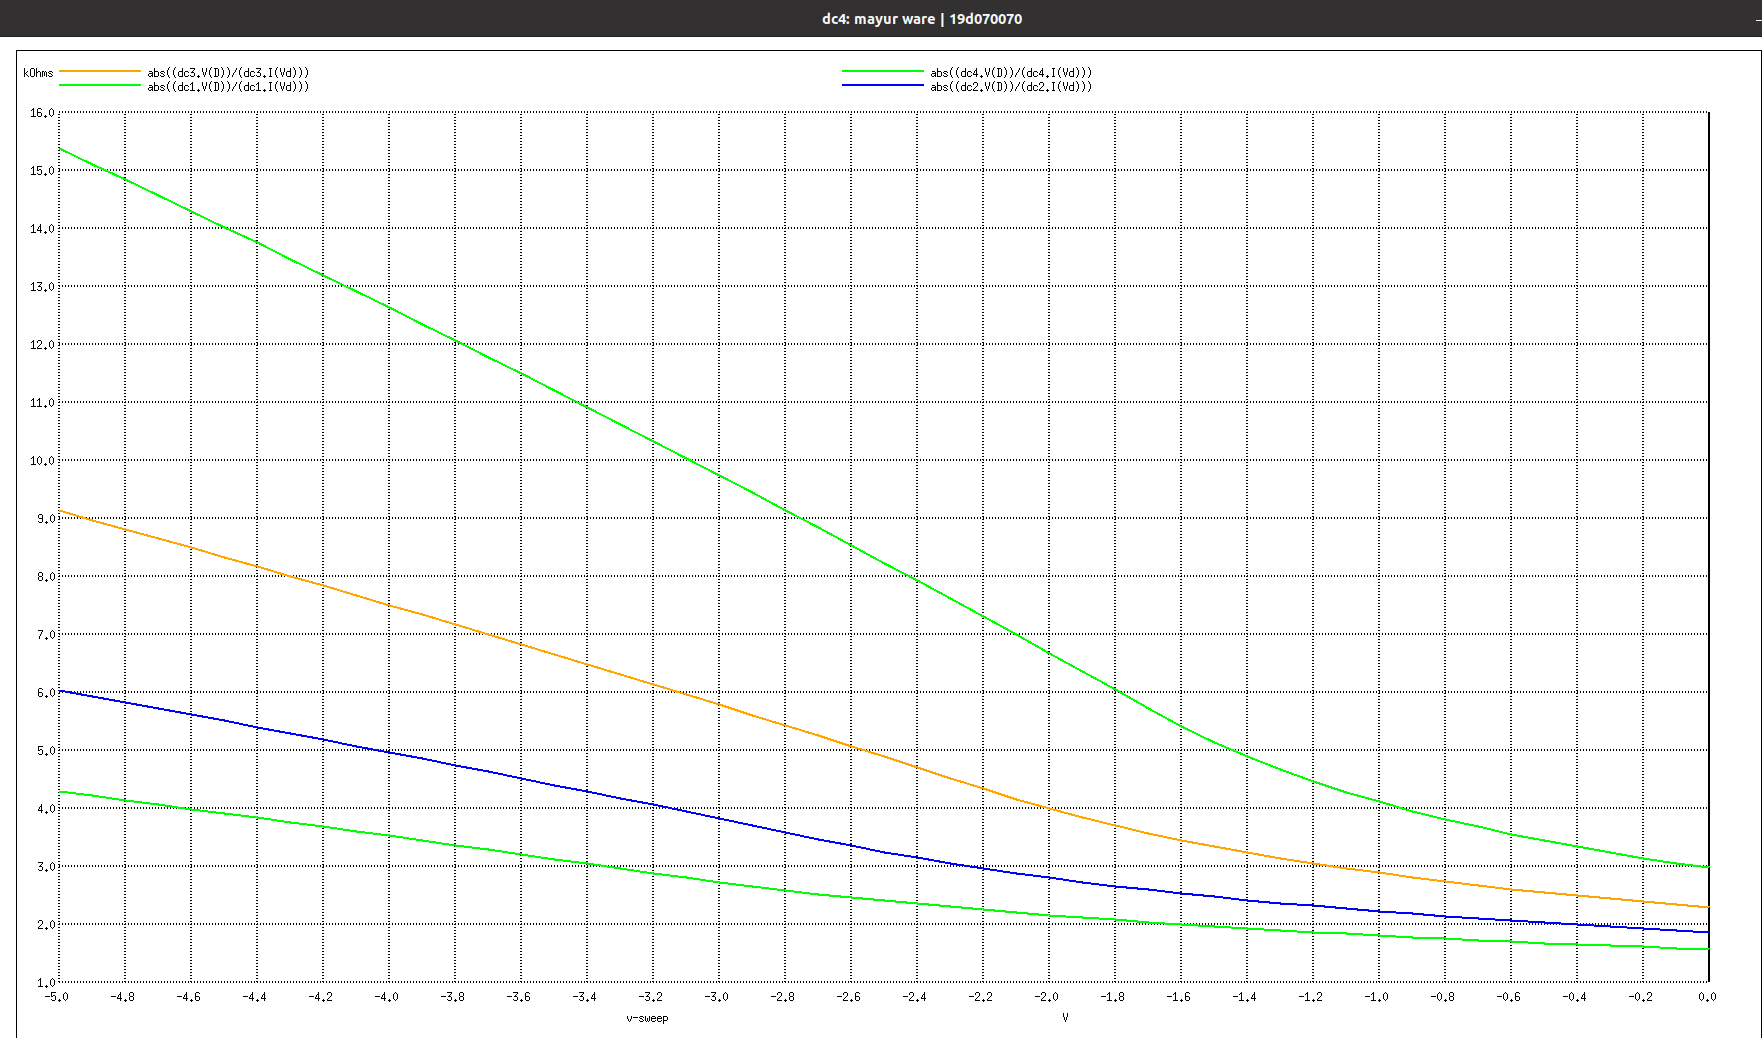 dc4: mayur ware | 19d070070
kOhms
abs((dc3.V(D))/(dc3.I(Vd)))
abs((dc4.V(D))/(dc4.I(Vd)))
abs((dc1.V(D))/(dc1.I(Vd)))
abs((dc2.V(D))/(dc2.I(Vd)))
16.0
15.0
14.0
13.0
12.0
11.0
10.0
9.0
8.0
7.0
6.0
5.0
4.0
3.0
2.0
1.0
-5.0 -4.8 -4.6 -4.4 -4.2 -4.0 -3.8 -3.6 -3.4 -3.2 -3.0 -2.8 -2.6 -2.4 -2.2 -2.0 -1.8 -1.6 -1.4 -1.2 -1.0 -0.8 -0.6 -0.4 -0.2 0.0
v-sweep V